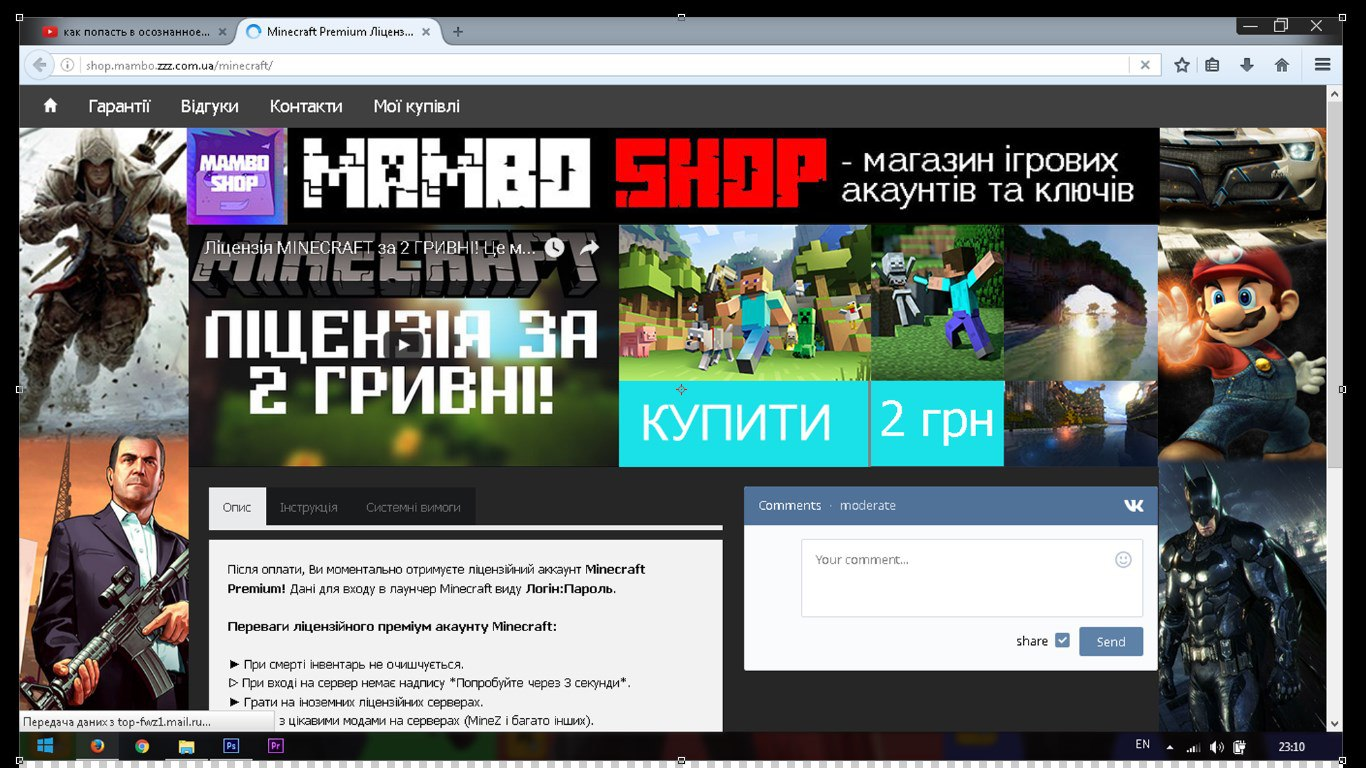 как попасть в осознанное...
Minecraft Premium Ліценз...
shop.mambo.zzz.com.ua/minecraft/
Гарантії Відгуки Контакти Мої купівлі
MAMBO
SHOP
MAMBO SHOP
- магазин ігрових
акаунтів та ключів
Ліцензія MINECRAFT за 2 ГРИВНІ! Це м...
MINECRAFT
ЛІЦЕНЗІЯ ЗА
2 ГРИВНІ!
КУПИТИ 2 грн
Опис Інструкція Системні вимоги
Comments · moderate
Your comment...
share Send
Після оплати, Ви моментально отримуєте ліцензійний аккаунт Minecraft
Premium! Дані для входу в лаунчер Minecraft виду Логін:Пароль.
Переваги ліцензійного преміум акаунту Minecraft:
► При смерті інвентарь не очишчується.
▷ При вході на сервер немає надпису *Попробуйте через 3 секунди*.
► Грати на іноземних ліцензійних серверах.
з цікавими модами на серверах (MineZ і багато інших).
Передача даних з top-fwz1.mail.ru...
Ps Pr EN 23:10